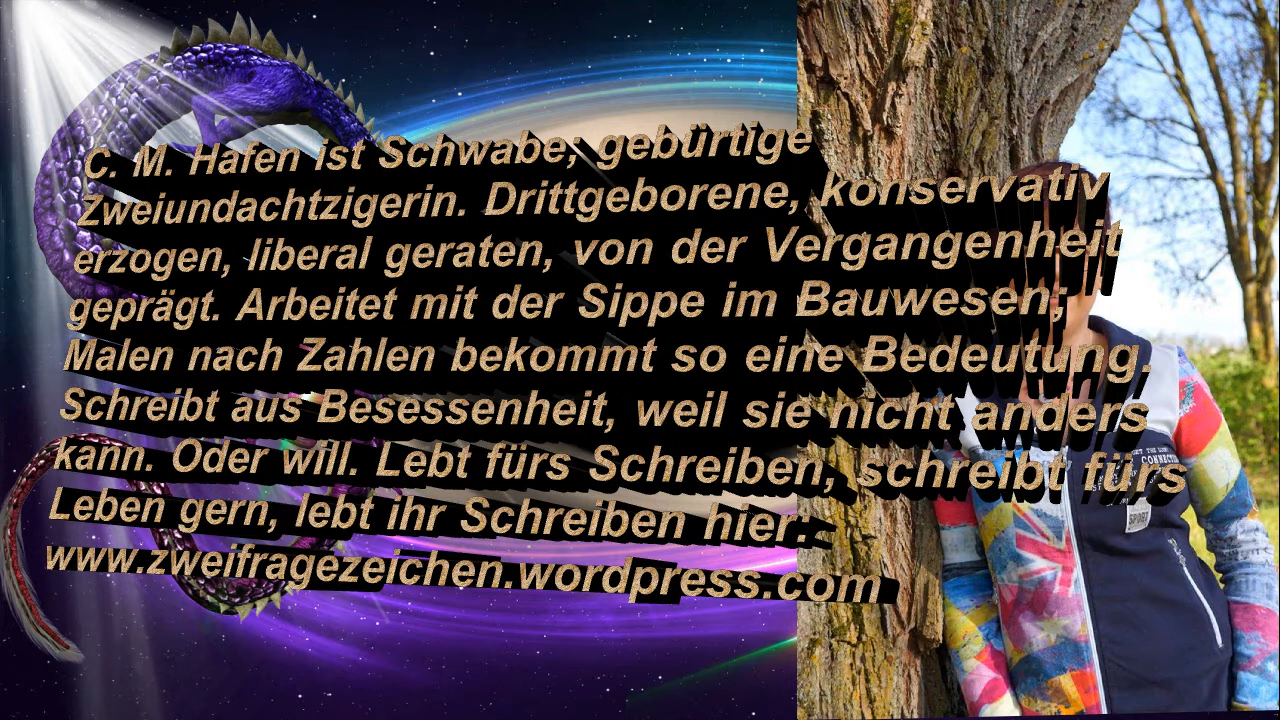 C. M. Hafen ist Schwabe; gebürtige
Zweiundachtzigerin. Drittgeborene, konservativ
erzogen, liberal geraten, von der Vergangenheit
geprägt. Arbeitet mit der Sippe im Bauwesen;
Malen nach Zahlen bekommt so eine Bedeutung.
Schreibt aus Besessenheit, weil sie nicht anders
kann. Oder will. Lebt fürs Schreiben, schreibt fürs
Leben gern, lebt ihr Schreiben hier:
www.zweifragezeichen.wordpress.com
SPORT